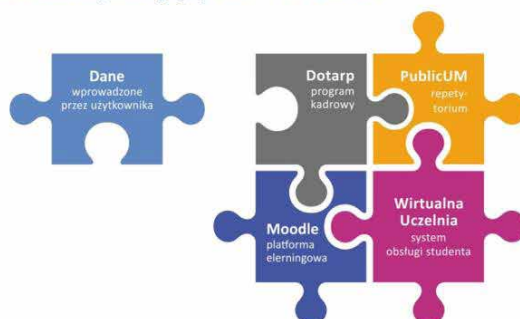 Dane
wprowadzone
przez użytkownika
Dotarp
program
kadrowy
PublicUM
repety-
torium
Moodle
platforma
elerningowa
Wirtualna
Uczelnia
system
obsługi studenta